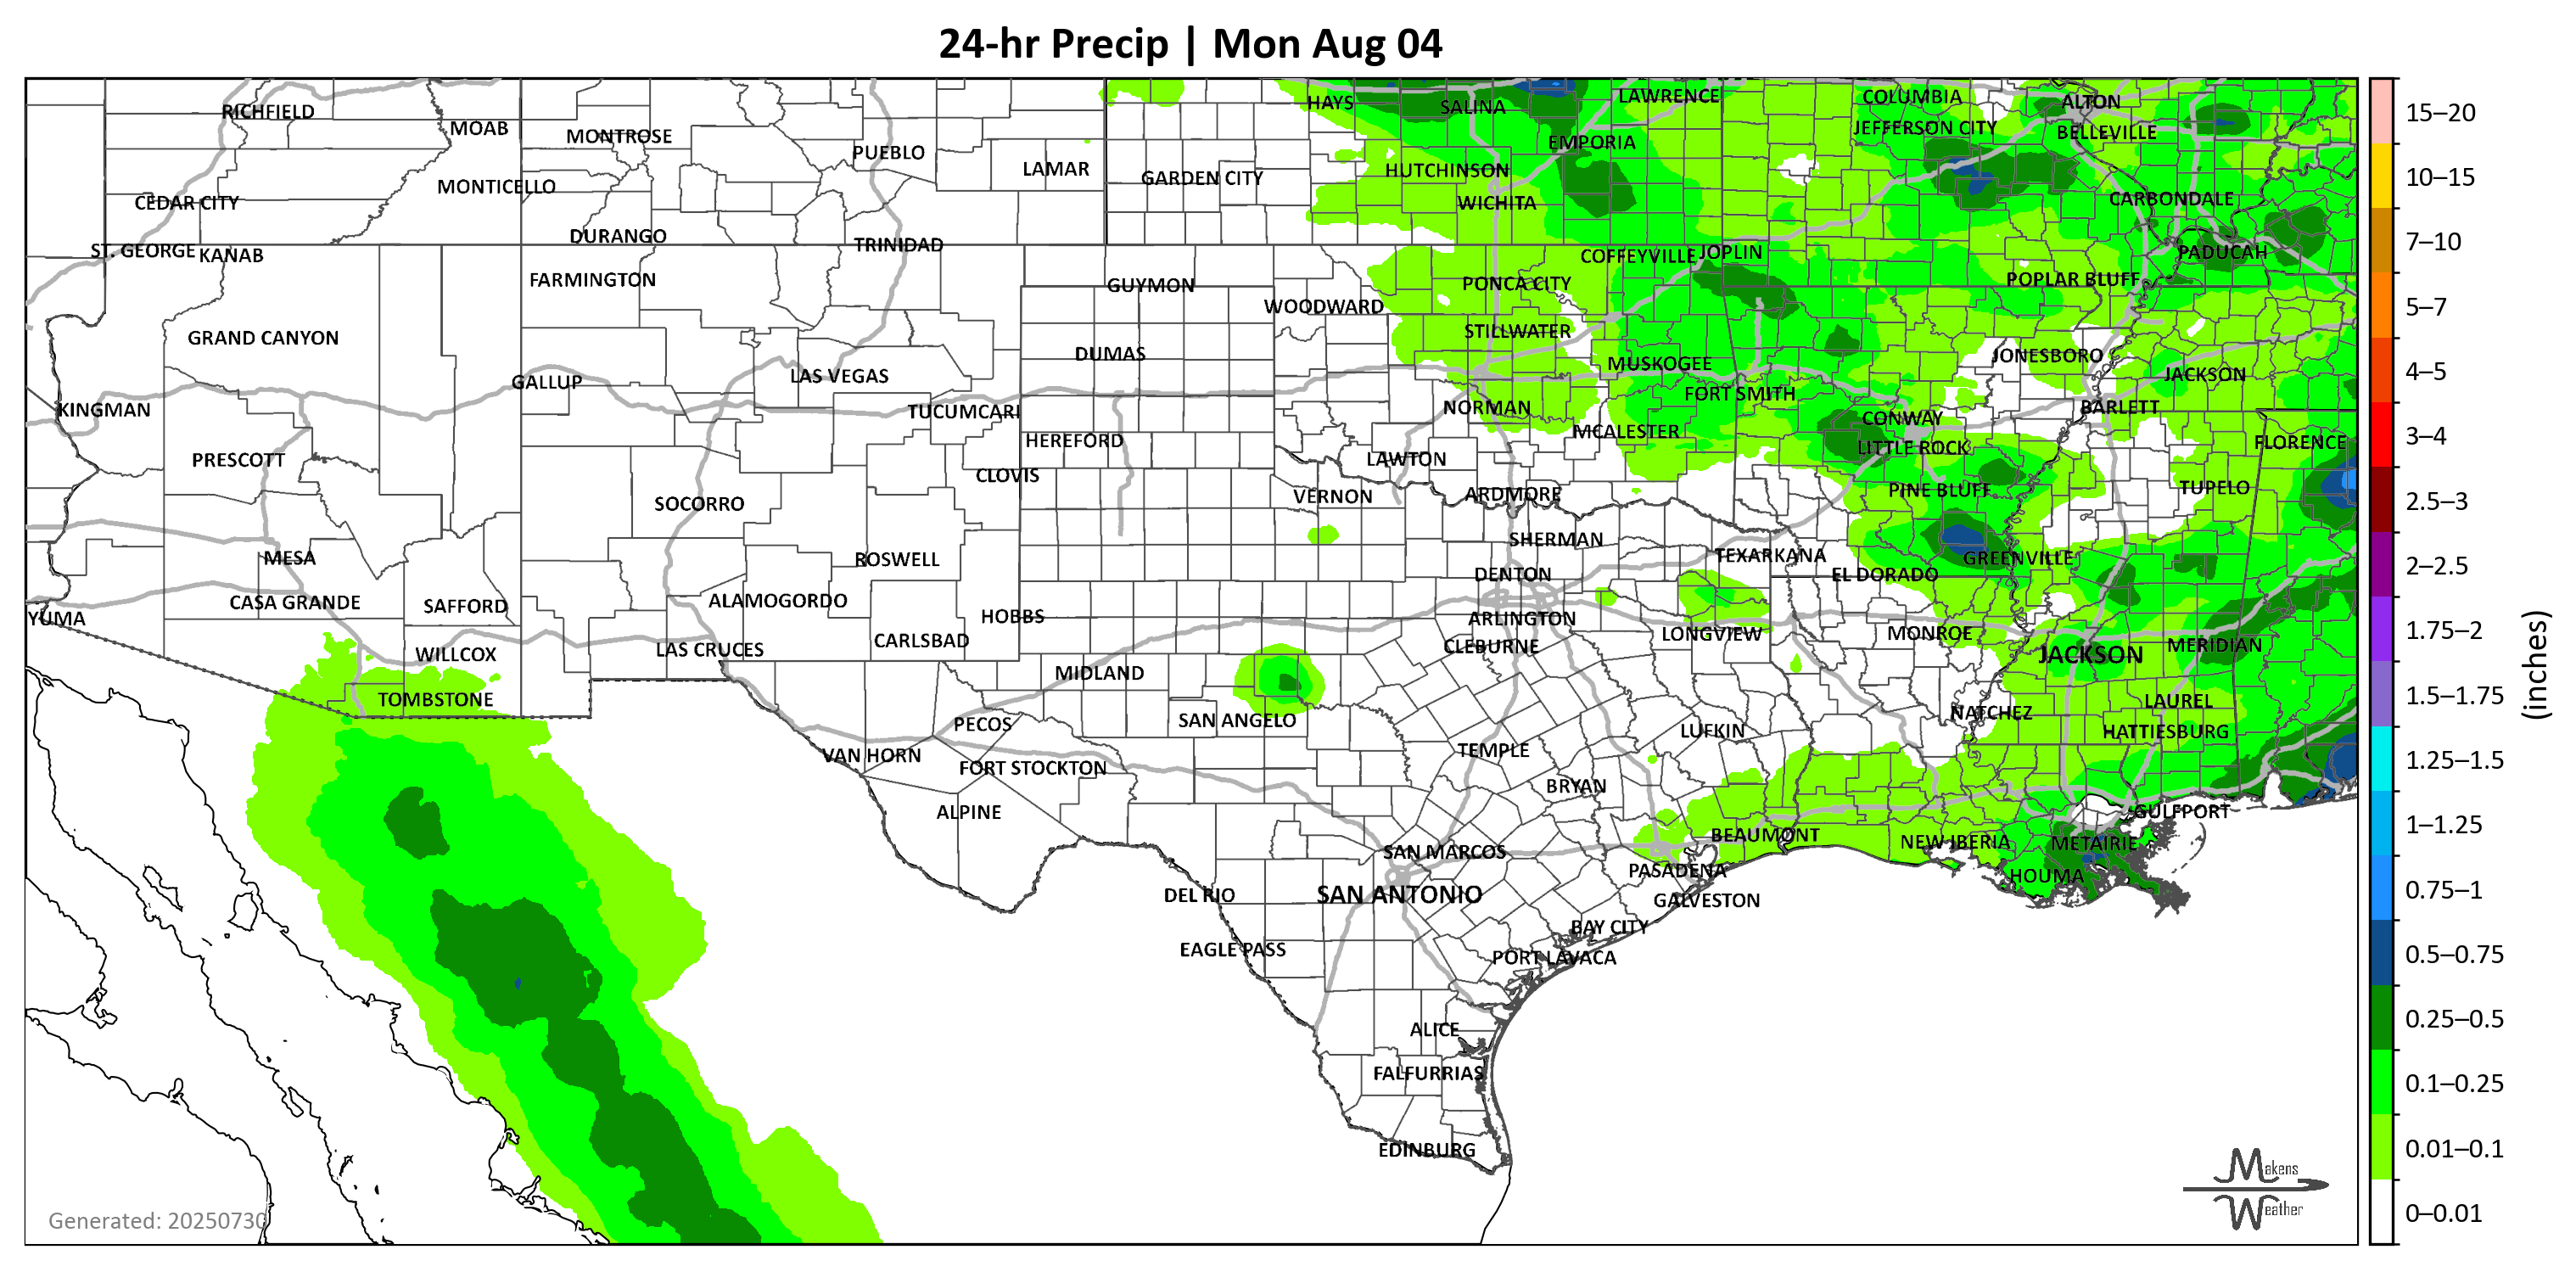 24-hr Precip | Mon Aug 04
RICHFIELD
MOAB
MONTROSE
PUEBLO
LAMAR
GARDEN CITY
HAYS
SALINA
LAWRENCE
COLUMBIA
ALTON
JEFFERSON CITY
BELLEVILLE
EMPORIA
HUTCHINSON
MONTICELLO
CEDAR CITY
WICHITA
CARBONDALE
DURANGO
TRINIDAD
ST. GEORGE
KANAB
COFFEYVILLE
JOPLIN
PADUCAH
FARMINGTON
GUYMON
PONCA CITY
POPLAR BLUFF
WOODWARD
GRAND CANYON
STILLWATER
DUMAS
JONESBORO
MUSKOGEE
JACKSON
LAS VEGAS
GALLUP
FORT SMITH
KINGMAN
TUCUMCARI
NORMAN
BARLETT
CONWAY
HEREFORD
MCALESTER
LITTLE ROCK
FLORENCE
PRESCOTT
LAWTON
CLOVIS
TUPELO
SOCORRO
VERNON
ARDMORE
PINE BLUFF
SHERMAN
MESA
ROSWELL
TEXARKANA
GREENVILLE
DENTON
EL DORADO
CASA GRANDE
SAFFORD
ALAMOGORDO
HOBBS
ARLINGTON
YUMA
LONGVIEW
MONROE
WILLCOX
LAS CRUCES
CARLSBAD
CLEBURNE
JACKSON
MERIDIAN
MIDLAND
TOMBSTONE
LAUREL
PECOS
SAN ANGELO
NATCHEZ
LUFKIN
HATTIESBURG
VAN HORN
FORT STOCKTON
TEMPLE
BRYAN
ALPINE
GULFPORT
BEAUMONT
NEW IBERIA
METAIRIE
SAN MARCOS
PASADENA
HOUMA
DEL RIO
SAN ANTONIO
GALVESTON
BAY CITY
EAGLE PASS
PORT LAVACA
ALICE
FALFURRIAS
EDINBURG
Generated: 20250730
Makens
Weather
15–20
10–15
7–10
5–7
4–5
3–4
2.5–3
2–2.5
1.75–2
1.5–1.75
1.25–1.5
1–1.25
0.75–1
0.5–0.75
0.25–0.5
0.1–0.25
0.01–0.1
0–0.01
(inches)